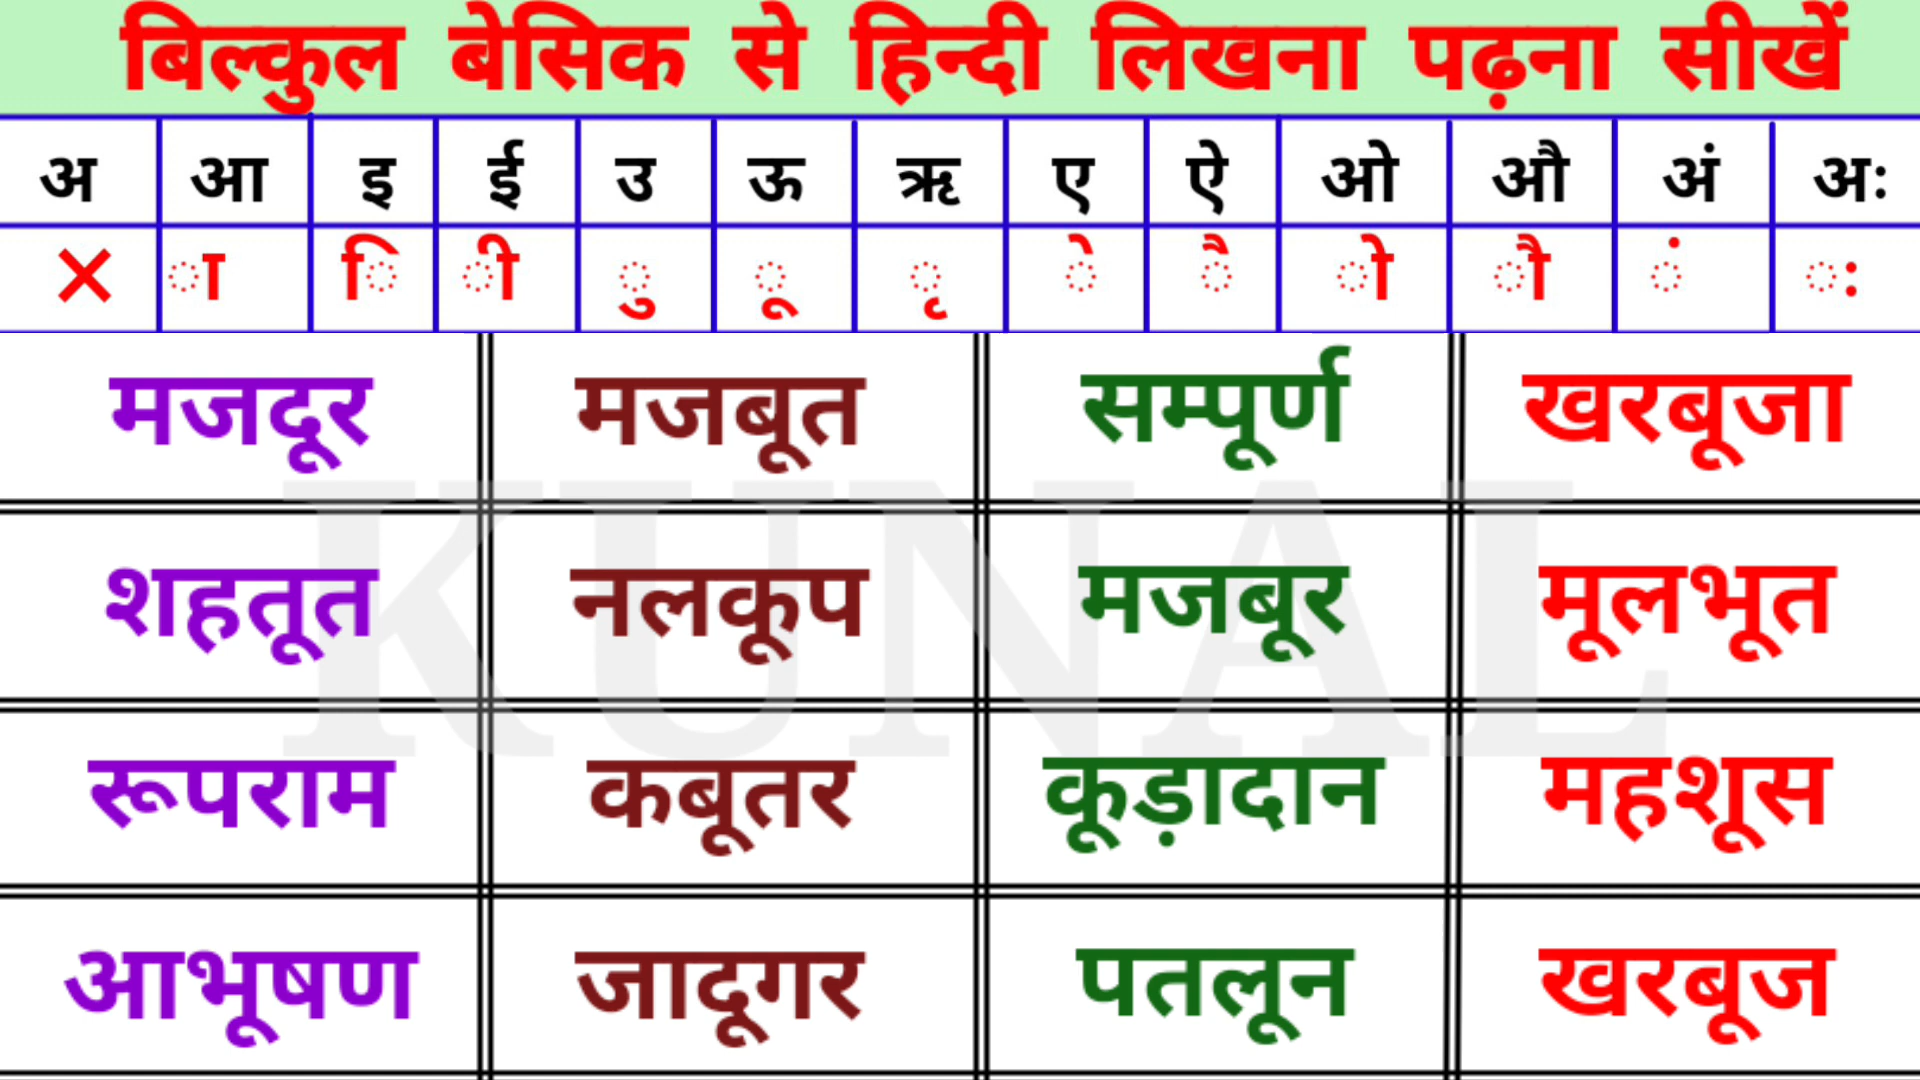 बिल्कुल बेसिक से हिन्दी लिखना पढ़ना सीखें
अ आ इ ई उ ऊ ऋ ए ऐ ओ औ अं अः
× ा ि ी ु ू ृ े ै ो ौ ं ः
मजदूर मजबूत सम्पूर्ण खरबूजा
शहतूत नलकूप मजबूर मूलभूत
रूपराम कबूतर कूड़ादान महशूस
आभूषण जादूगर पतलून खरबूज
KUNAL